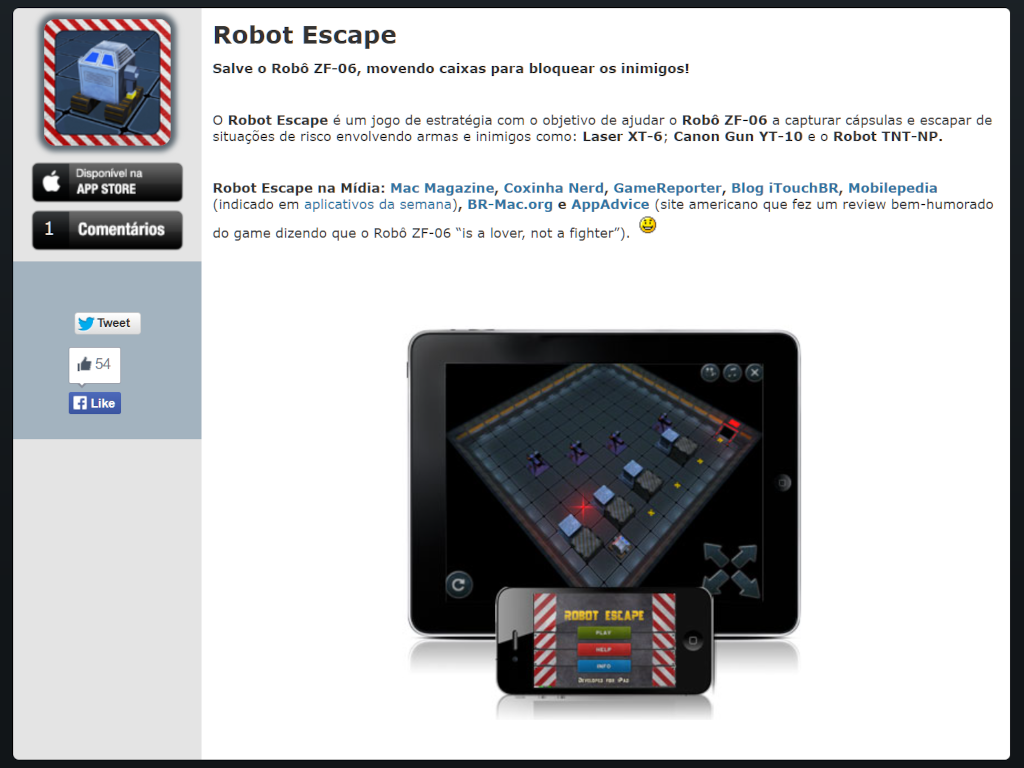 Robot Escape
Salve o Robô ZF-06, movendo caixas para bloquear os inimigos!
O Robot Escape é um jogo de estratégia com o objetivo de ajudar o Robô ZF-06 a capturar cápsulas e escapar de
situações de risco envolvendo armas e inimigos como: Laser XT-6; Canon Gun YT-10 e o Robot TNT-NP.
Robot Escape na Mídia: Mac Magazine, Coxinha Nerd, GameReporter, Blog iTouchBR, Mobilepedia
(indicado em aplicativos da semana), BR-Mac.org e AppAdvice (site americano que fez um review bem-humorado
do game dizendo que o Robô ZF-06 “is a lover, not a fighter”).
Disponível na
APP STORE
1 Comentários
Tweet
54
Like
ROBOT ESCAPE
PLAY
HELP
INFO
Developed for iPad